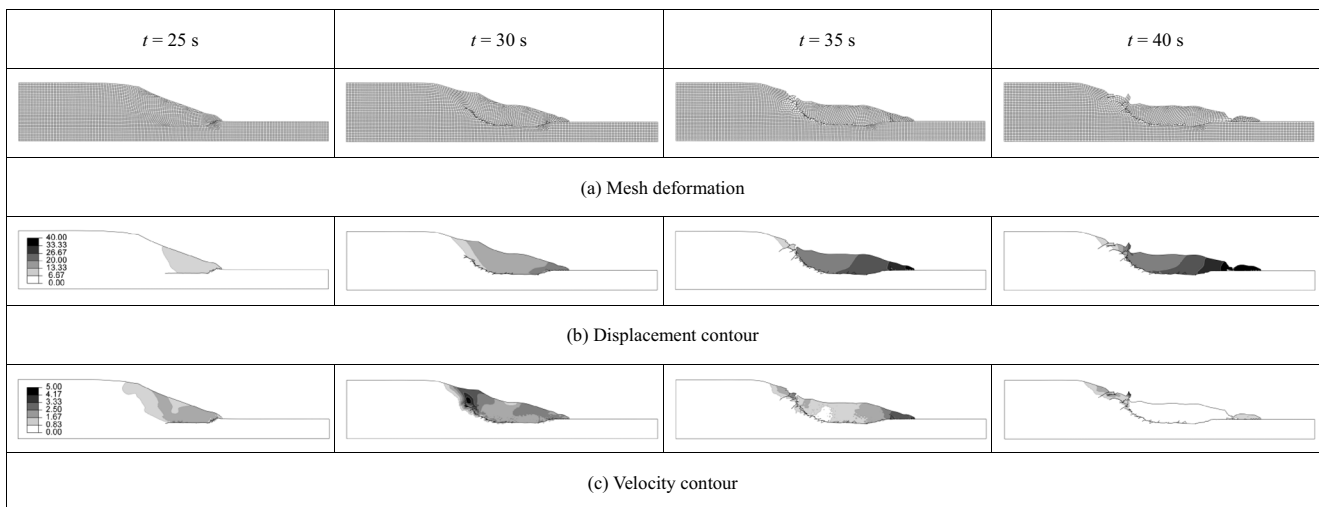 t = 25 s
t = 30 s
t = 35 s
t = 40 s
(a) Mesh deformation
40.00
33.33
26.67
20.00
13.33
6.67
0.00
(b) Displacement contour
5.00
4.17
3.33
2.50
1.67
0.83
0.00
(c) Velocity contour